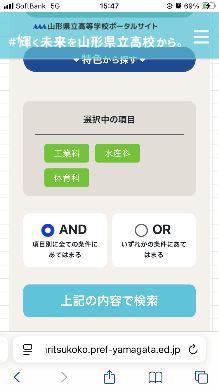 SoftBank 5G 15:47 69%
山形県立高等学校ポータルサイト
#輝く未来を山形県立高校から。
特色から探す
選択中の項目
工業科 水産科
体育科
AND
項目別に全ての条件に
あてはまる
OR
いずれかの条件にあて
はまる
上記の内容で検索
ritsukoko.pref-yamagata.ed.jp